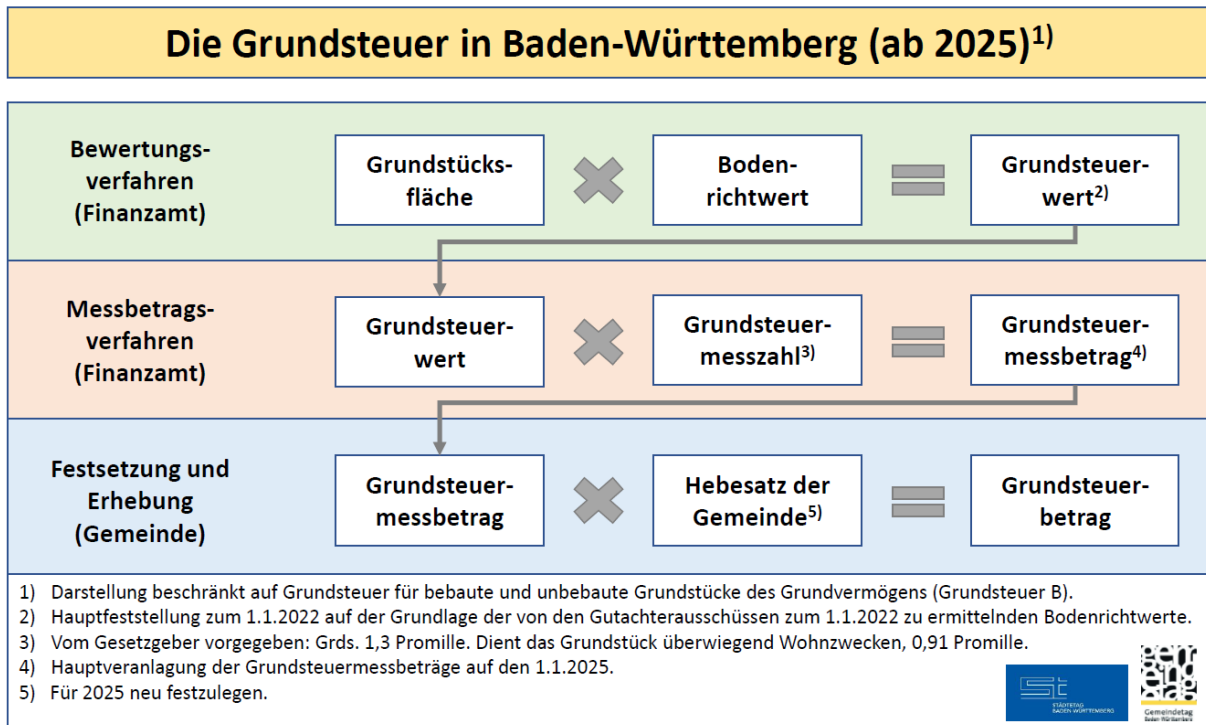 Die Grundsteuer in Baden-Württemberg (ab 2025)1)
Bewertungs-
verfahren
(Finanzamt)
Grundstücks-
fläche
Boden-
richtwert
Grundsteuer-
wert2)
Messbetrags-
verfahren
(Finanzamt)
Grundsteuer-
wert
Grundsteuer-
messzahl3)
Grundsteuer-
messbetrag4)
Festsetzung und
Erhebung
(Gemeinde)
Grundsteuer-
messbetrag
Hebesatz der
Gemeinde5)
Grundsteuer-
betrag
1) Darstellung beschränkt auf Grundsteuer für bebaute und unbebaute Grundstücke des Grundvermögens (Grundsteuer B).
2) Hauptfeststellung zum 1.1.2022 auf der Grundlage der von den Gutachterausschüssen zum 1.1.2022 zu ermittelnden Bodenrichtwerte.
3) Vom Gesetzgeber vorgegeben: Grds. 1,3 Promille. Dient das Grundstück überwiegend Wohnzwecken, 0,91 Promille.
4) Hauptveranlagung der Grundsteuermessbeträge auf den 1.1.2025.
5) Für 2025 neu festzulegen.
STÄDTETAG
BADEN-WÜRTTEMBERG
Gemeindetag
Baden-Württemberg